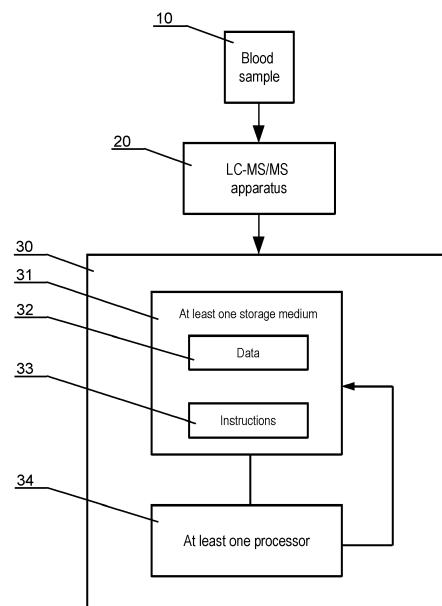 10
Blood
sample
20
LC-MS/MS
apparatus
30
31
At least one storage medium
32
Data
33
Instructions
34
At least one processor